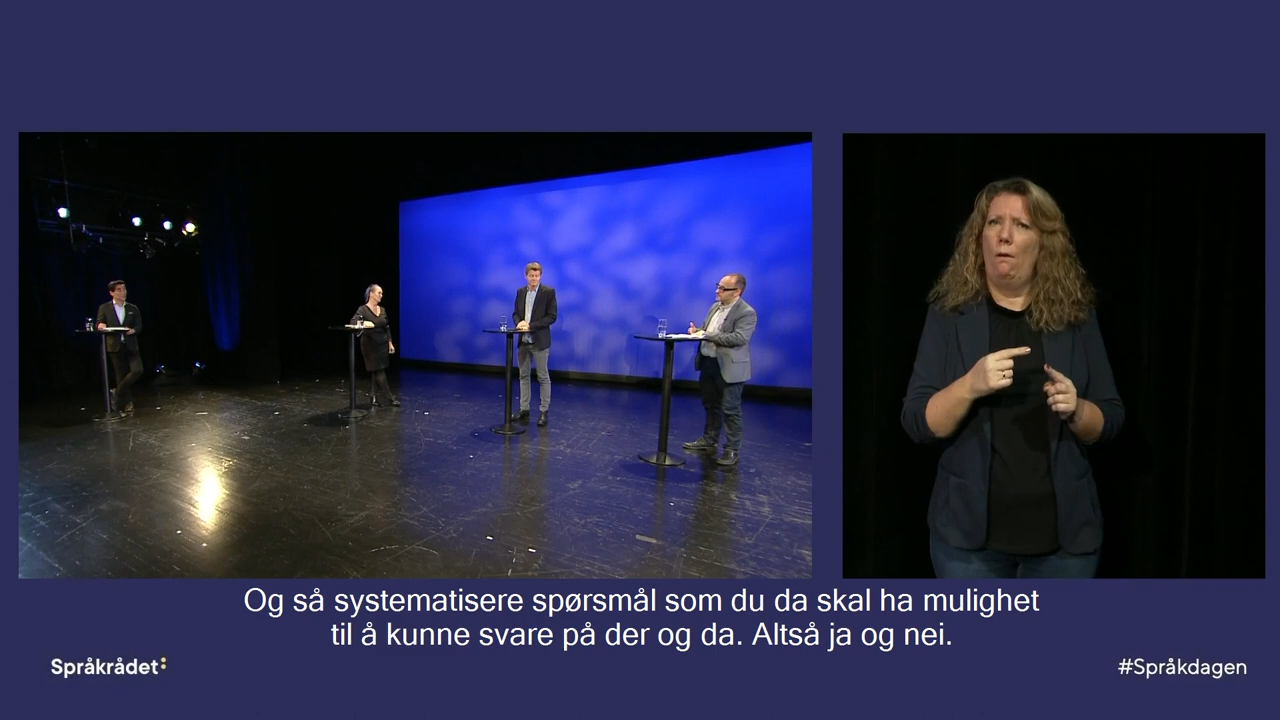 Og så systematisere spørsmål som du da skal ha mulighet
til å kunne svare på der og da. Altså ja og nei.
Språkrådet:
#Språkdagen